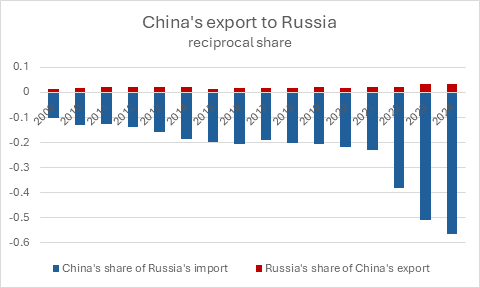 China's export to Russia
reciprocal share
0.1
0
-0.1
-0.2
-0.3
-0.4
-0.5
-0.6
China's share of Russia's import
Russia's share of China's export